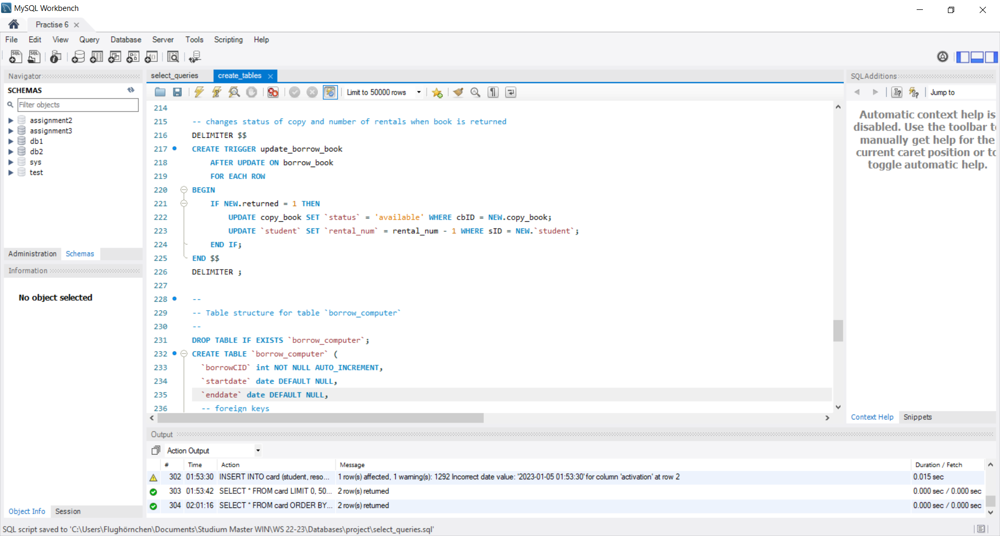 MySQL Workbench
Practise 6
File Edit View Query Database Server Tools Scripting Help
Navigator
SCHEMAS
Filter objects
assignment2
assignment3
db1
db2
sys
test
Administration Schemas
Information
No object selected
Object Info Session
select_queries create_tables
Limit to 50000 rows
214
215 -- changes status of copy and number of rentals when book is returned
216 DELIMITER $$
217 CREATE TRIGGER update_borrow_book
218 AFTER UPDATE ON borrow_book
219 FOR EACH ROW
220 BEGIN
221 IF NEW.returned = 1 THEN
222 UPDATE copy_book SET `status` = 'available' WHERE cbID = NEW.copy_book;
223 UPDATE `student` SET `rental_num` = rental_num - 1 WHERE sID = NEW.`student`;
224 END IF;
225 END $$
226 DELIMITER ;
227
228 --
229 -- Table structure for table `borrow_computer`
230 --
231 DROP TABLE IF EXISTS `borrow_computer`;
232 CREATE TABLE `borrow_computer` (
233 `borrowCID` int NOT NULL AUTO_INCREMENT,
234 `startdate` date DEFAULT NULL,
235 `enddate` date DEFAULT NULL,
236 -- foreign keys
SQLAdditions
Jump to
Automatic context help is
disabled. Use the toolbar t
manually get help for the
current caret position or to
toggle automatic help.
Context Help Snippets
Output
Action Output
# Time Action Message Duration / Fetch
302 01:53:30 INSERT INTO card (student, reso... 1 row(s) affected, 1 warning(s): 1292 Incorrect date value: '2023-01-05 01:53:30' for column 'activation' at row 2 0.015 sec
303 01:53:42 SELECT * FROM card LIMIT 0, 50... 2 row(s) returned 0.000 sec / 0.000 sec
304 02:01:16 SELECT * FROM card ORDER BY... 2 row(s) returned 0.000 sec / 0.000 sec
SQL script saved to 'C:\Users\Flughörnchen\Documents\Studium Master WIN\WS 22-23\Databases\project\select_queries.sql'